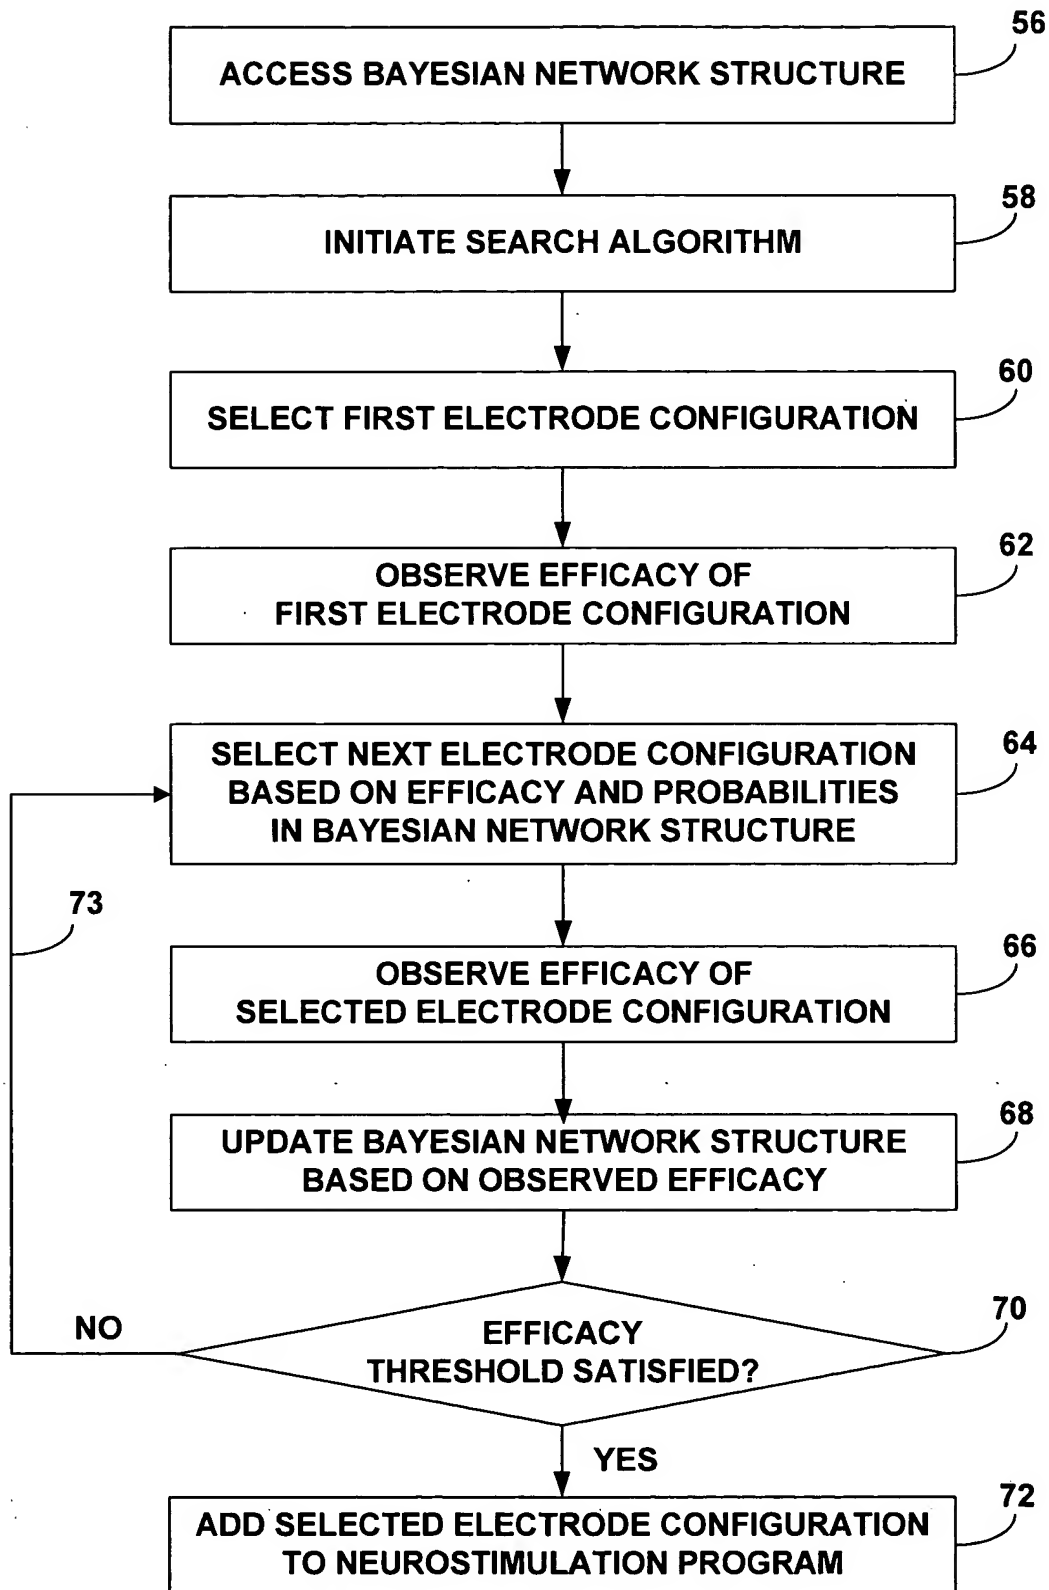 56
ACCESS BAYESIAN NETWORK STRUCTURE
58
INITIATE SEARCH ALGORITHM
60
SELECT FIRST ELECTRODE CONFIGURATION
62
OBSERVE EFFICACY OF
FIRST ELECTRODE CONFIGURATION
64
SELECT NEXT ELECTRODE CONFIGURATION
BASED ON EFFICACY AND PROBABILITIES
IN BAYESIAN NETWORK STRUCTURE
73
66
OBSERVE EFFICACY OF
SELECTED ELECTRODE CONFIGURATION
68
UPDATE BAYESIAN NETWORK STRUCTURE
BASED ON OBSERVED EFFICACY
70
NO
EFFICACY
THRESHOLD SATISFIED?
YES
72
ADD SELECTED ELECTRODE CONFIGURATION
TO NEUROSTIMULATION PROGRAM